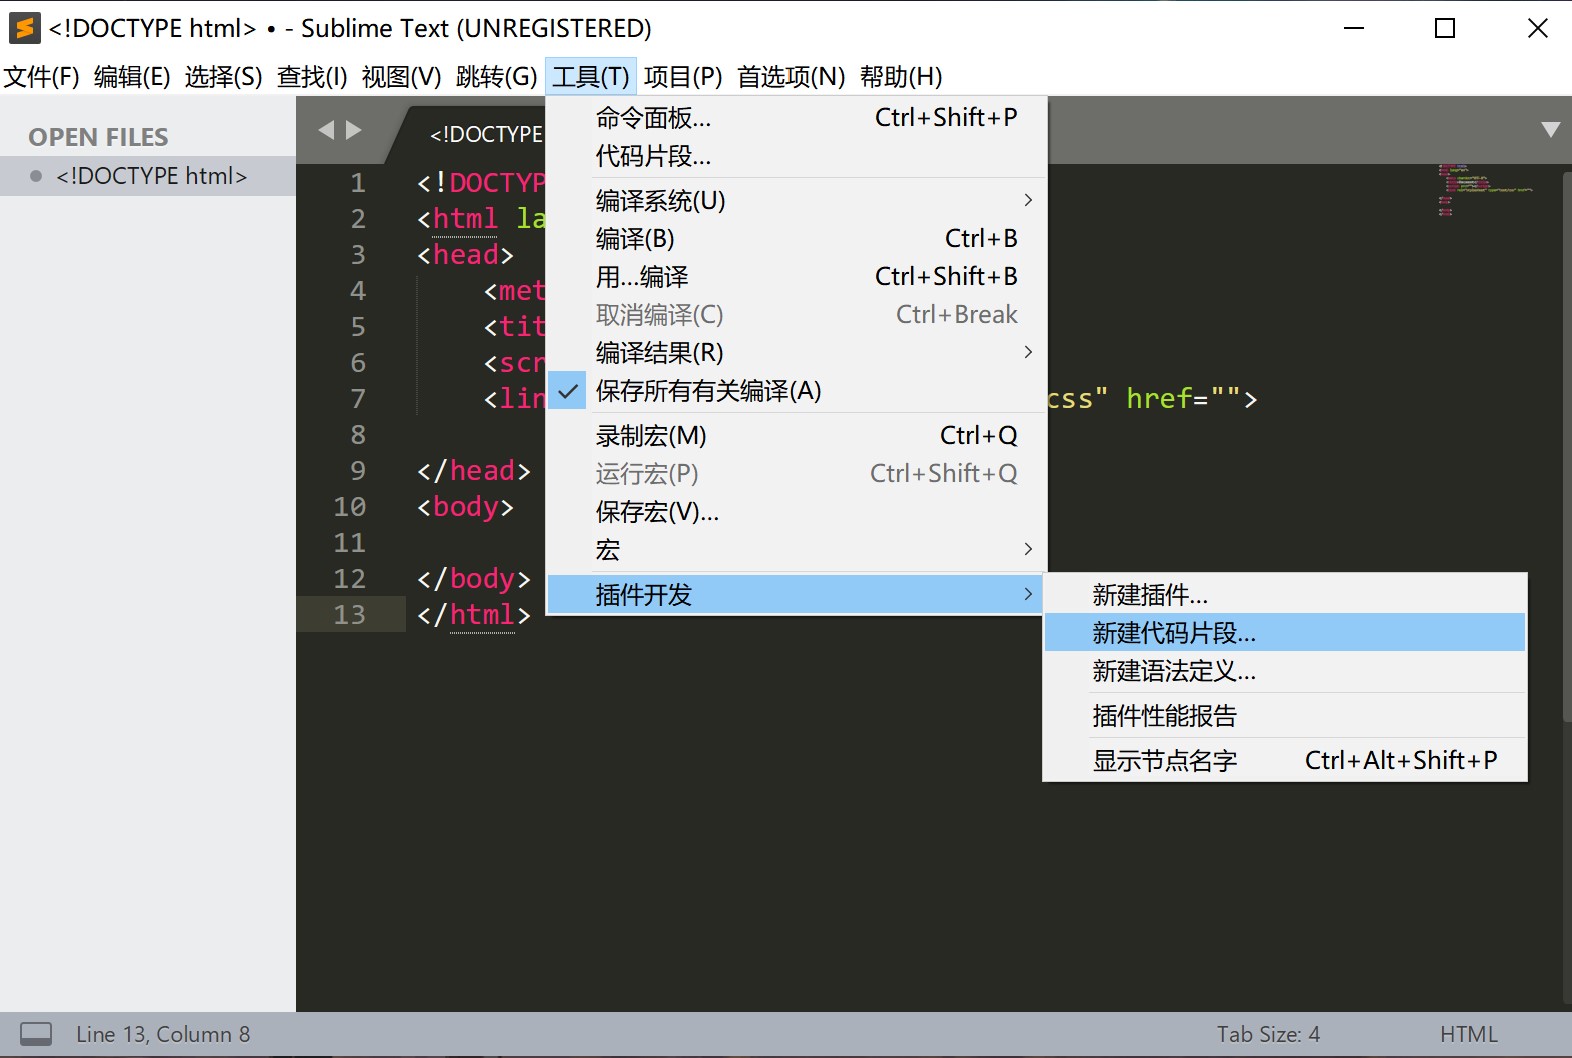 <!DOCTYPE html> • - Sublime Text (UNREGISTERED)
文件(F) 编辑(E) 选择(S) 查找(I) 视图(V) 跳转(G) 工具(T) 项目(P) 首选项(N) 帮助(H)
OPEN FILES
<!DOCTYPE html>
<!DOCTYPE
1 <!DOCTYP
2 <html la
3 <head>
4 <met
5 <tit
6 <scr
7 <lin css" href="">
8
9 </head>
10 <body>
11
12 </body>
13 </html>
命令面板... Ctrl+Shift+P
代码片段...
编译系统(U)
编译(B) Ctrl+B
用...编译 Ctrl+Shift+B
取消编译(C) Ctrl+Break
编译结果(R)
保存所有有关编译(A)
录制宏(M) Ctrl+Q
运行宏(P) Ctrl+Shift+Q
保存宏(V)...
宏
插件开发
新建插件...
新建代码片段...
新建语法定义...
插件性能报告
显示节点名字 Ctrl+Alt+Shift+P
Line 13, Column 8 Tab Size: 4 HTML